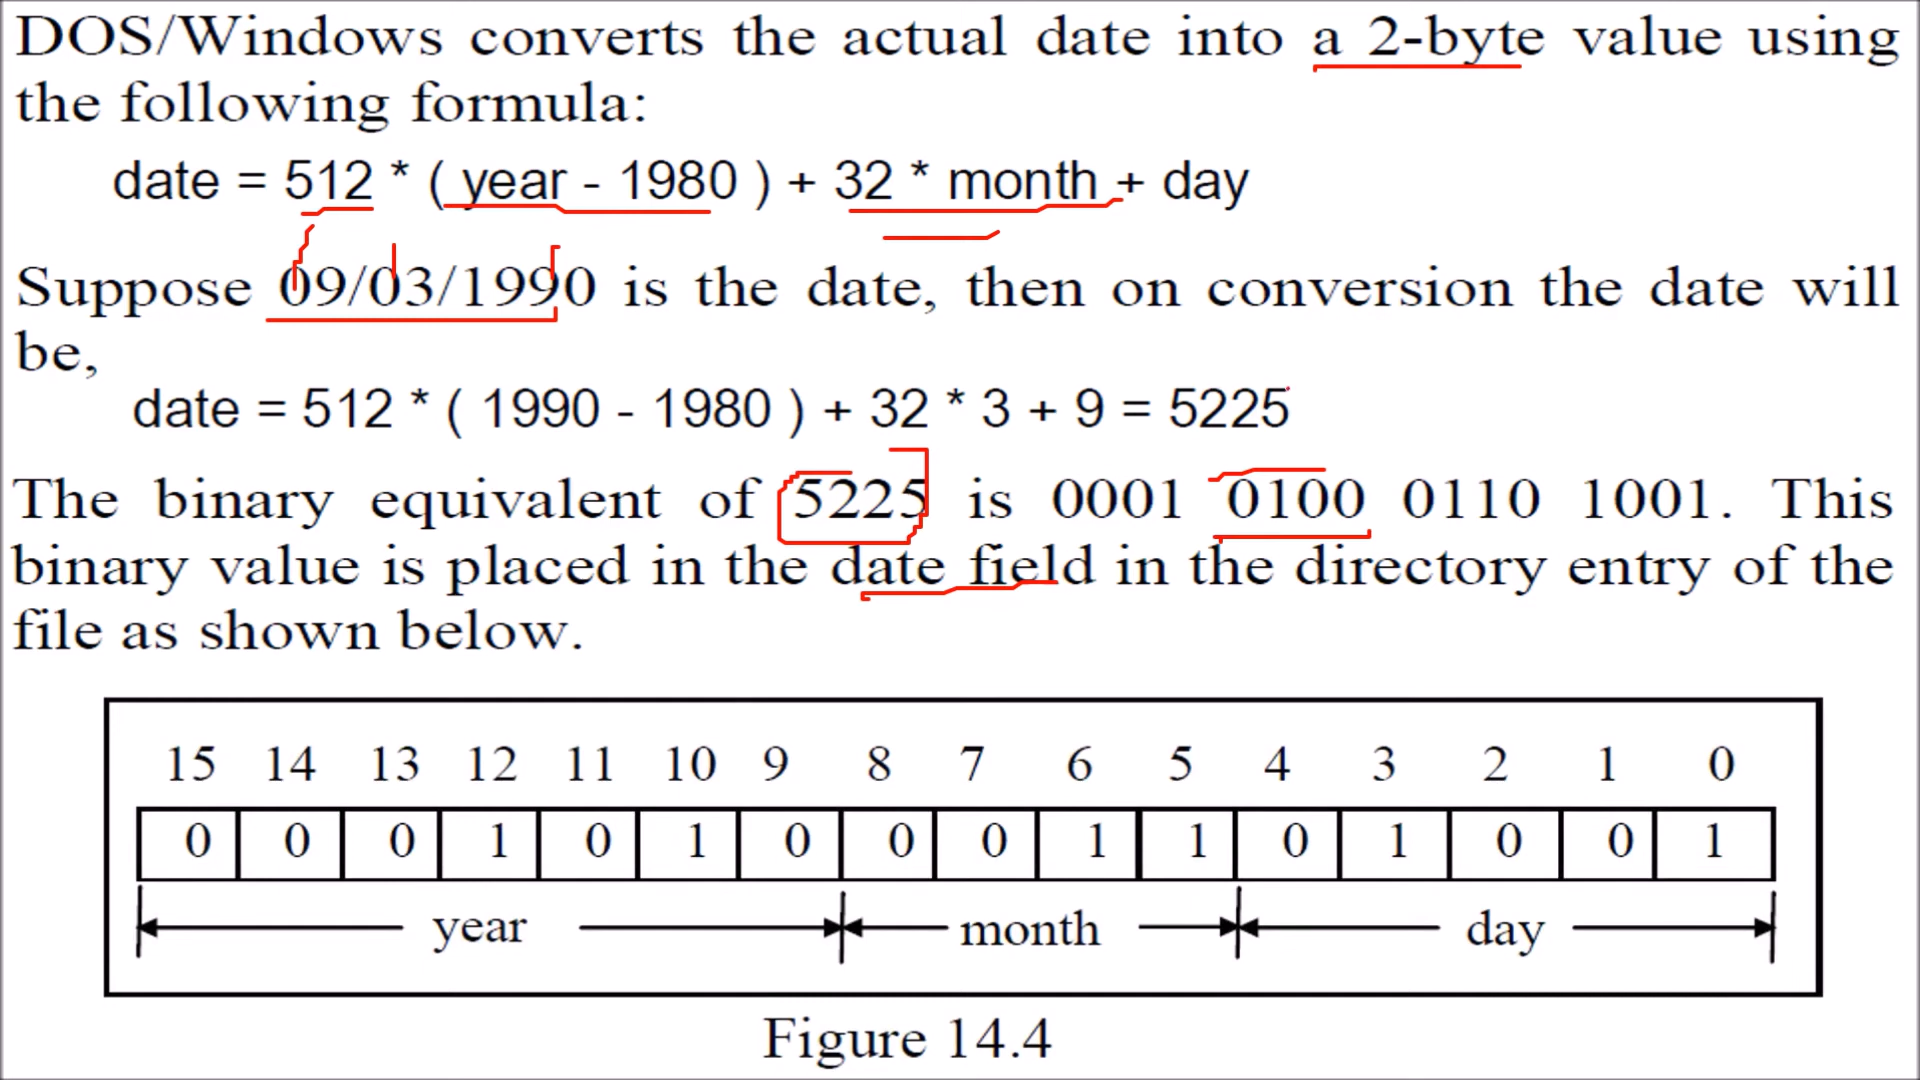 DOS/Windows converts the actual date into a 2-byte value using
the following formula:
date = 512 * ( year - 1980 ) + 32 * month + day
Suppose 09/03/1990 is the date, then on conversion the date will
be,
date = 512 * ( 1990 - 1980 ) + 32 * 3 + 9 = 5225
The binary equivalent of 5225 is 0001 0100 0110 1001. This
binary value is placed in the date field in the directory entry of the
file as shown below.
15 14 13 12 11 10 9 8 7 6 5 4 3 2 1 0
0 0 0 1 0 1 0 0 0 1 1 0 1 0 0 1
year month day
Figure 14.4